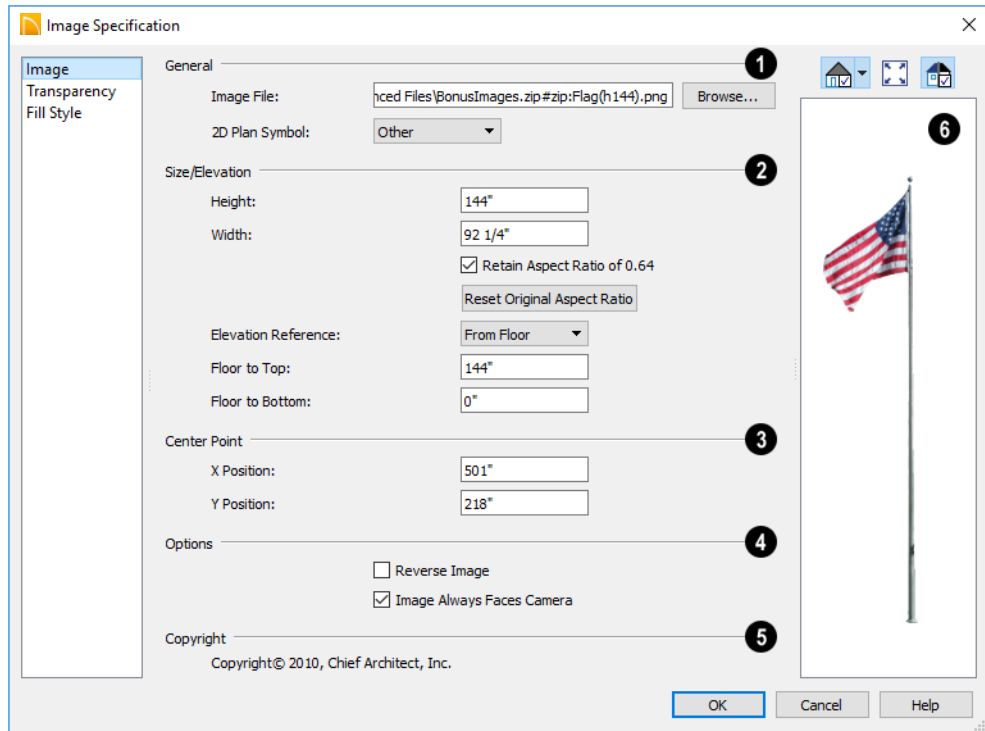 Image Specification
Image
Transparency
Fill Style
General
1
Image File:
nced Files\BonusImages.zip#zip:Flag(h144).png
Browse...
2D Plan Symbol:
Other
Size/Elevation
2
Height:
144"
Width:
92 1/4"
Retain Aspect Ratio of 0.64
Reset Original Aspect Ratio
Elevation Reference:
From Floor
Floor to Top:
144"
Floor to Bottom:
0"
Center Point
3
X Position:
501"
Y Position:
218"
Options
4
Reverse Image
Image Always Faces Camera
Copyright
5
Copyright© 2010, Chief Architect, Inc.
6
OK
Cancel
Help